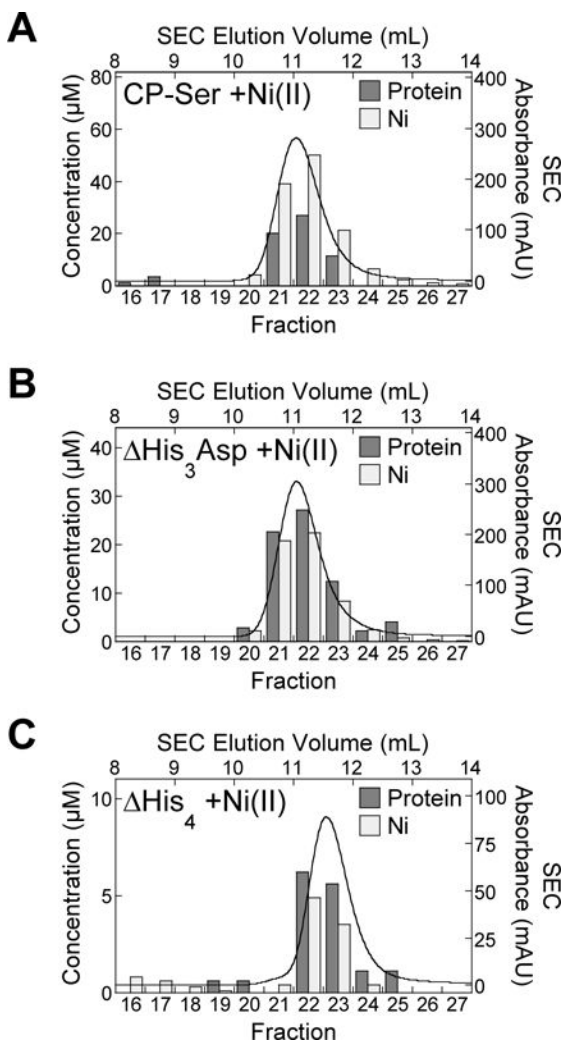 A
SEC Elution Volume (mL)
8 9 10 11 12 13 14
80 60 40 20 0
Concentration (µM)
CP-Ser +Ni(II)
Protein
Ni
400 300 200 100 0
SEC
Absorbance (mAU)
16 17 18 19 20 21 22 23 24 25 26 27
Fraction
B
SEC Elution Volume (mL)
8 9 10 11 12 13 14
40 30 20 10 0
Concentration (µM)
ΔHis3Asp +Ni(II)
Protein
Ni
400 300 200 100 0
SEC
Absorbance (mAU)
16 17 18 19 20 21 22 23 24 25 26 27
Fraction
C
SEC Elution Volume (mL)
8 9 10 11 12 13 14
10 5 0
Concentration (µM)
ΔHis4 +Ni(II)
Protein
Ni
100 75 50 25 0
SEC
Absorbance (mAU)
16 17 18 19 20 21 22 23 24 25 26 27
Fraction